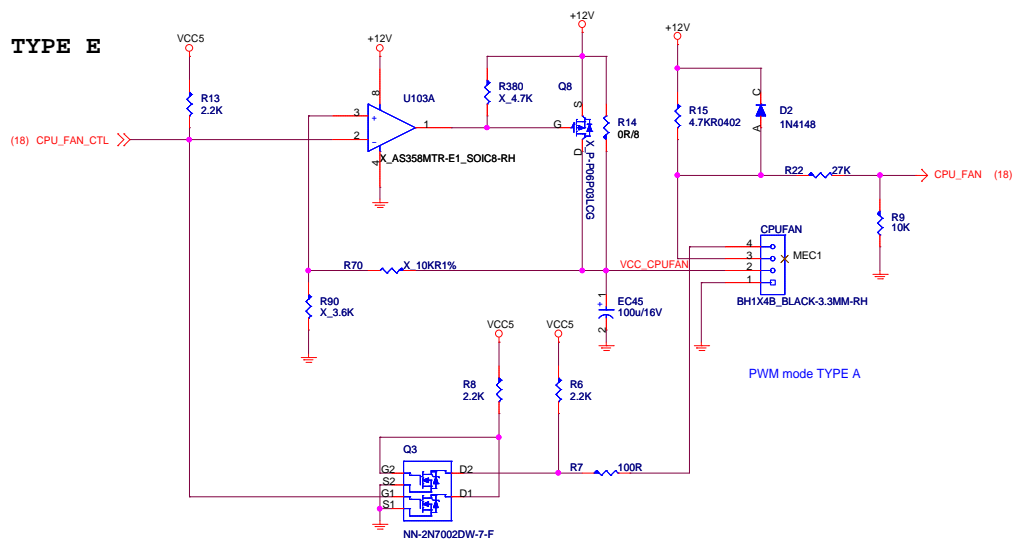 TYPE E
VCC5
+12V
+12V
+12V
R13
2.2K
U103A
8
3
+
2
-
1
4
X_AS358MTR-E1_SOIC8-RH
R380
X_4.7K
Q8
S
G
D
X_P-P06P03LCG
R14
0R/8
R15
4.7KR0402
C
A
D2
1N4148
(18) CPU_FAN_CTL
R22
27K
CPU_FAN (18)
R9
10K
CPUFAN
4
3
2
1
MEC1
BH1X4B_BLACK-3.3MM-RH
R70
X_10KR1%
VCC_CPUFAN
R90
X_3.6K
+
1
2
EC45
100u/16V
VCC5
VCC5
R8
2.2K
R6
2.2K
PWM mode TYPE A
Q3
G2
S2
G1
S1
D2
D1
R7
100R
NN-2N7002DW-7-F